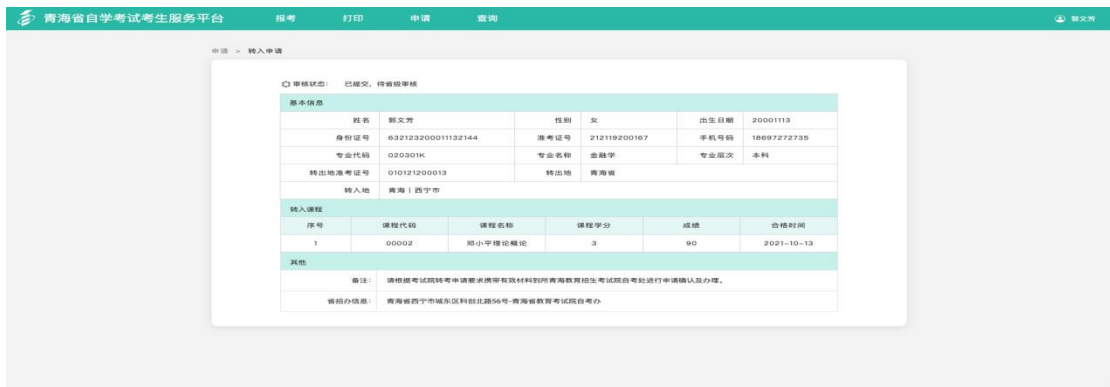 青海省自学考试考生服务平台 报考 打印 申请 查询 郭文芳
申请 > 转入申请
审核状态: 已提交，待省级审核
基本信息
姓名 郭文芳 性别 女 出生日期 20001113
身份证号 632123200011132144 准考证号 212119200167 手机号码 18697272735
专业代码 020301K 专业名称 金融学 专业层次 本科
转出地准考证号 010121200013 转出地 青海省
转入地 青海 | 西宁市
转入课程
序号 课程代码 课程名称 课程学分 成绩 合格时间
1 00002 邓小平理论概论 3 90 2021-10-13
其他
备注: 请根据考试院转考申请要求携带有效材料到所青海教育招生考试院自考处进行申请确认及办理。
省招办信息: 青海省西宁市城东区科创北路56号-青海省教育考试院自考办